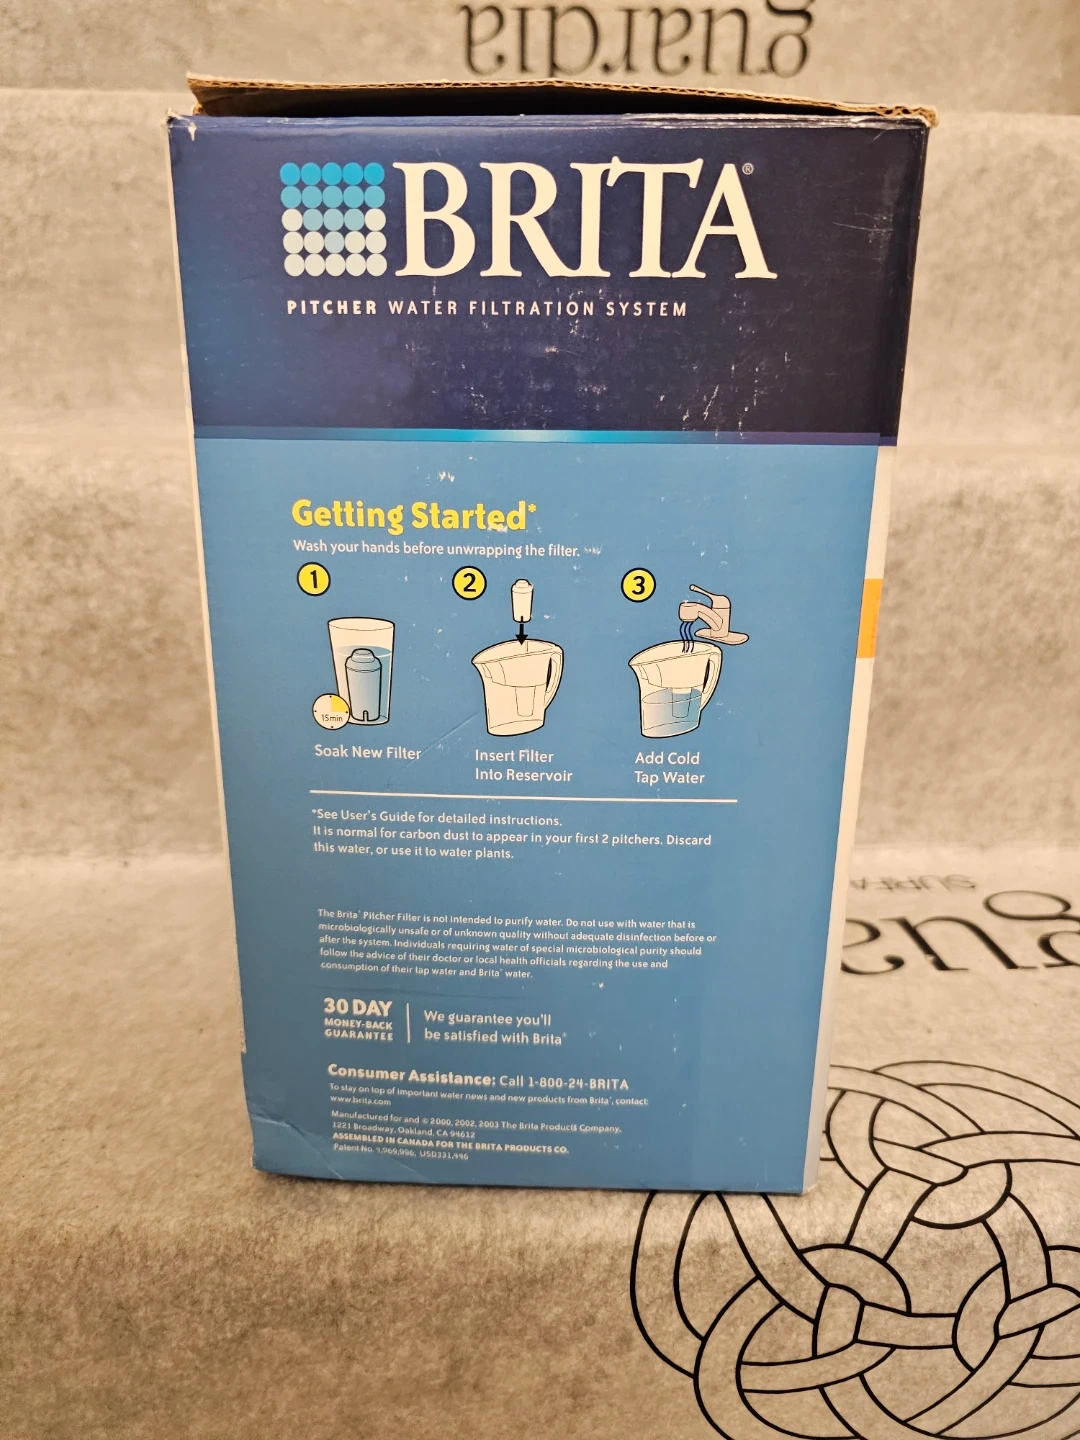 guardia
BRITA®
PITCHER WATER FILTRATION SYSTEM
Getting Started*
Wash your hands before unwrapping the filter.
1
2
3
15min
Soak New Filter
Insert Filter
Into Reservoir
Add Cold
Tap Water
*See User's Guide for detailed instructions.
It is normal for carbon dust to appear in your first 2 pitchers. Discard
this water, or use it to water plants.
The Brita® Pitcher Filter is not intended to purify water. Do not use with water that is
microbiologically unsafe or of unknown quality without adequate disinfection before or
after the system. Individuals requiring water of special microbiological purity should
follow the advice of their doctor or local health officials regarding the use and
consumption of their tap water and Brita® water.
30 DAY
MONEY-BACK
GUARANTEE
We guarantee you'll
be satisfied with Brita®
Consumer Assistance: Call 1-800-24-BRITA
To stay on top of important water news and new products from Brita®, contact:
www.brita.com
Manufactured for and © 2000, 2002, 2003 The Brita Products Company,
1221 Broadway, Oakland, CA 94612
ASSEMBLED IN CANADA FOR THE BRITA PRODUCTS CO.
Patent No. 4,969,996, USD331,446